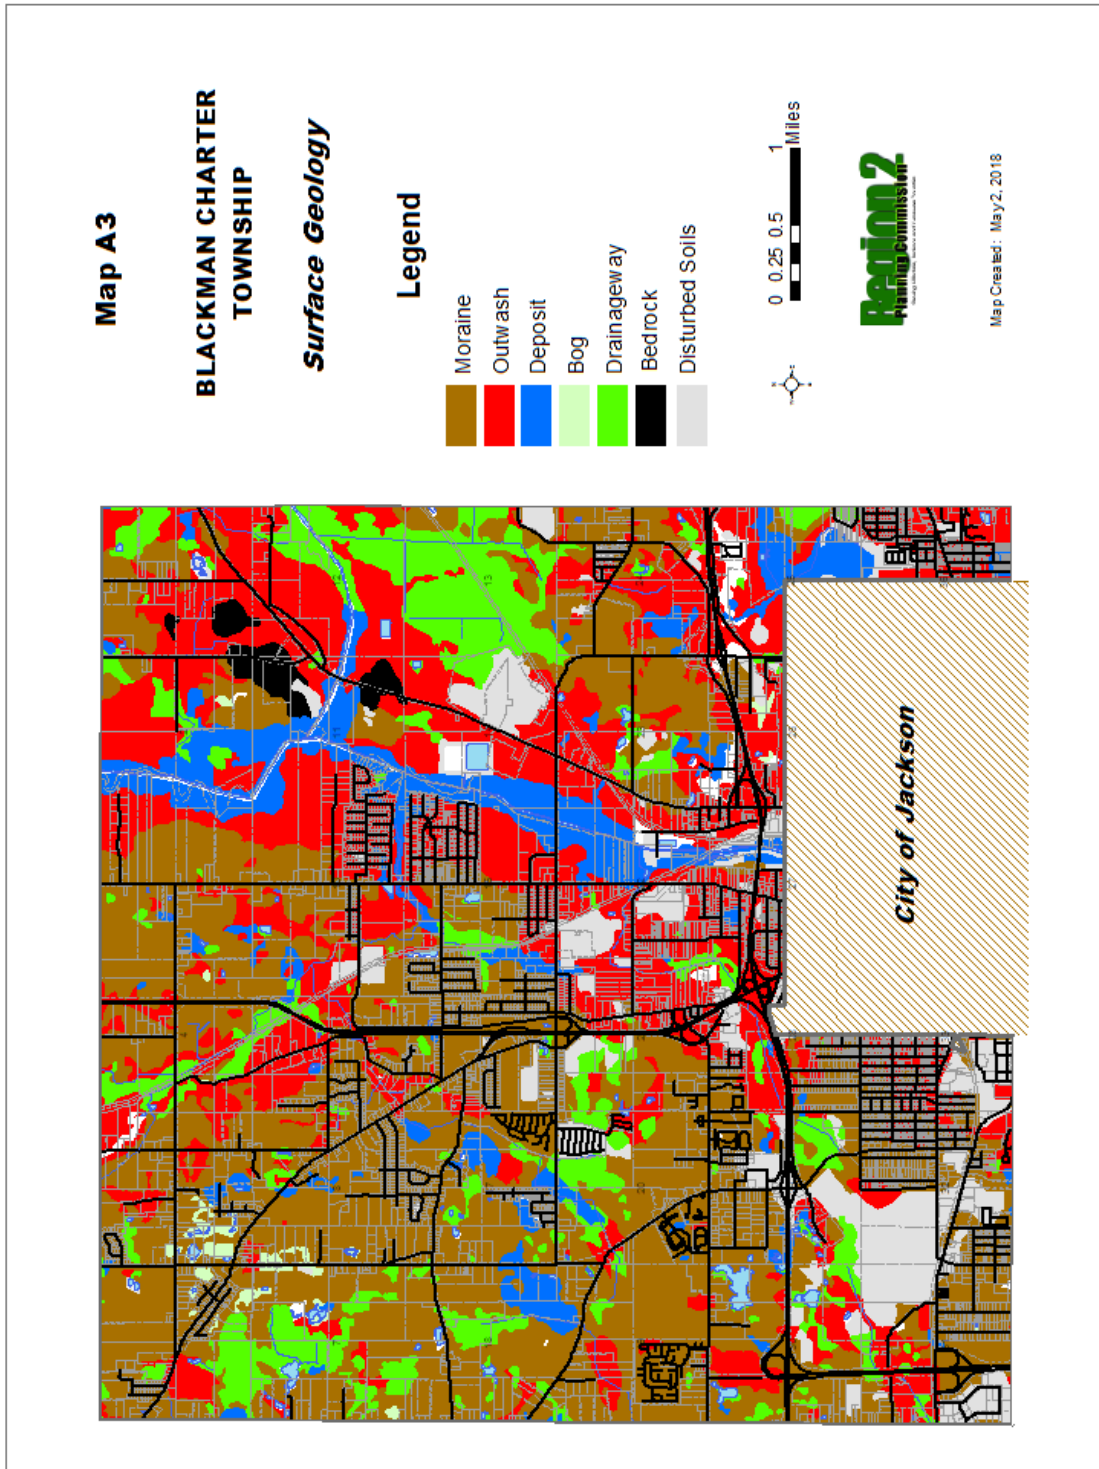 Map A3
BLACKMAN CHARTER
TOWNSHIP
Surface Geology
Legend
Moraine
Outwash
Deposit
Bog
Drainageway
Bedrock
Disturbed Soils
0 0.25 0.5 1
Miles
Region 2
Planning Commission
Map Created: May 2, 2018
City of Jackson